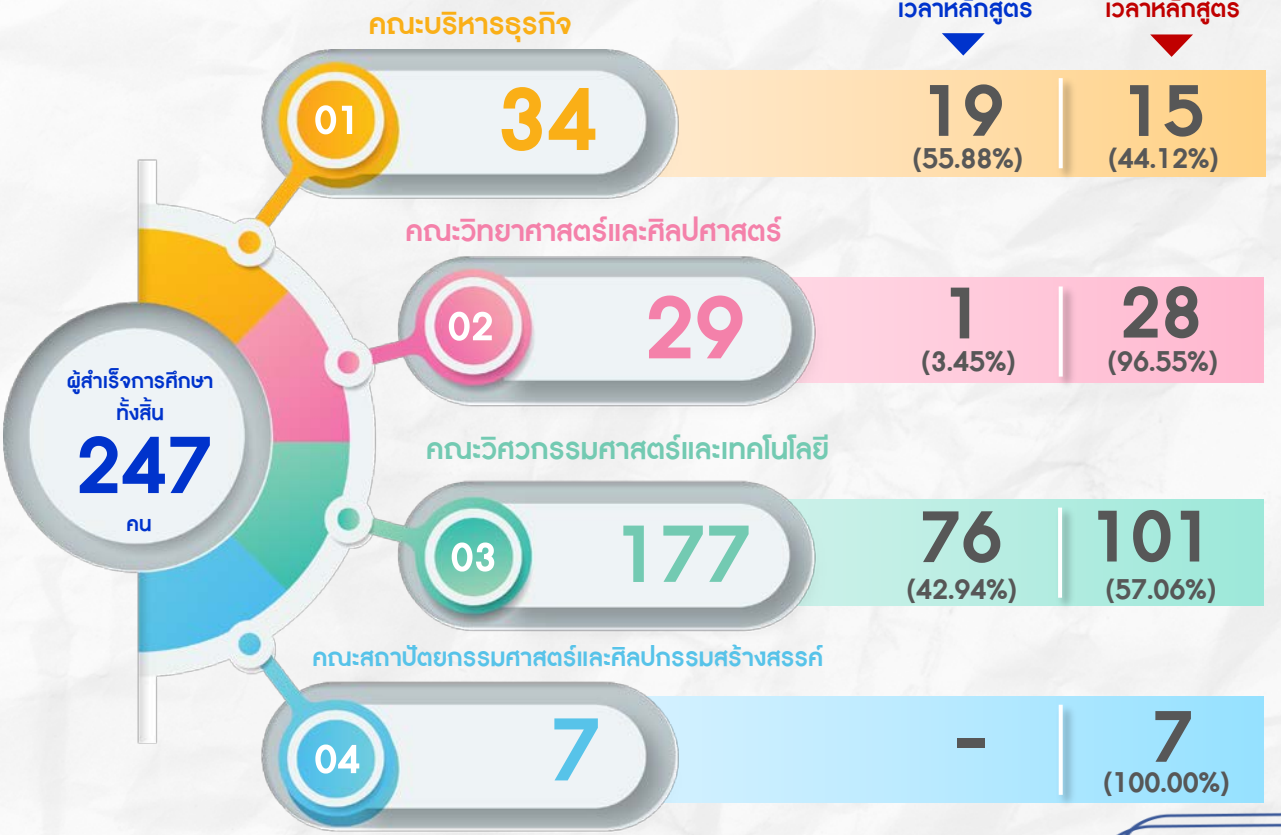 เวลาหลักสูตร
เวลาหลักสูตร
คณะบริหารธุรกิจ
01
34
19
(55.88%)
15
(44.12%)
คณะวิทยาศาสตร์และศิลปศาสตร์
02
29
1
(3.45%)
28
(96.55%)
ผู้สำเร็จการศึกษา
ทั้งสิ้น
247
คน
คณะวิศวกรรมศาสตร์และเทคโนโลยี
03
177
76
(42.94%)
101
(57.06%)
คณะสถาปัตยกรรมศาสตร์และศิลปกรรมสร้างสรรค์
04
7
-
7
(100.00%)